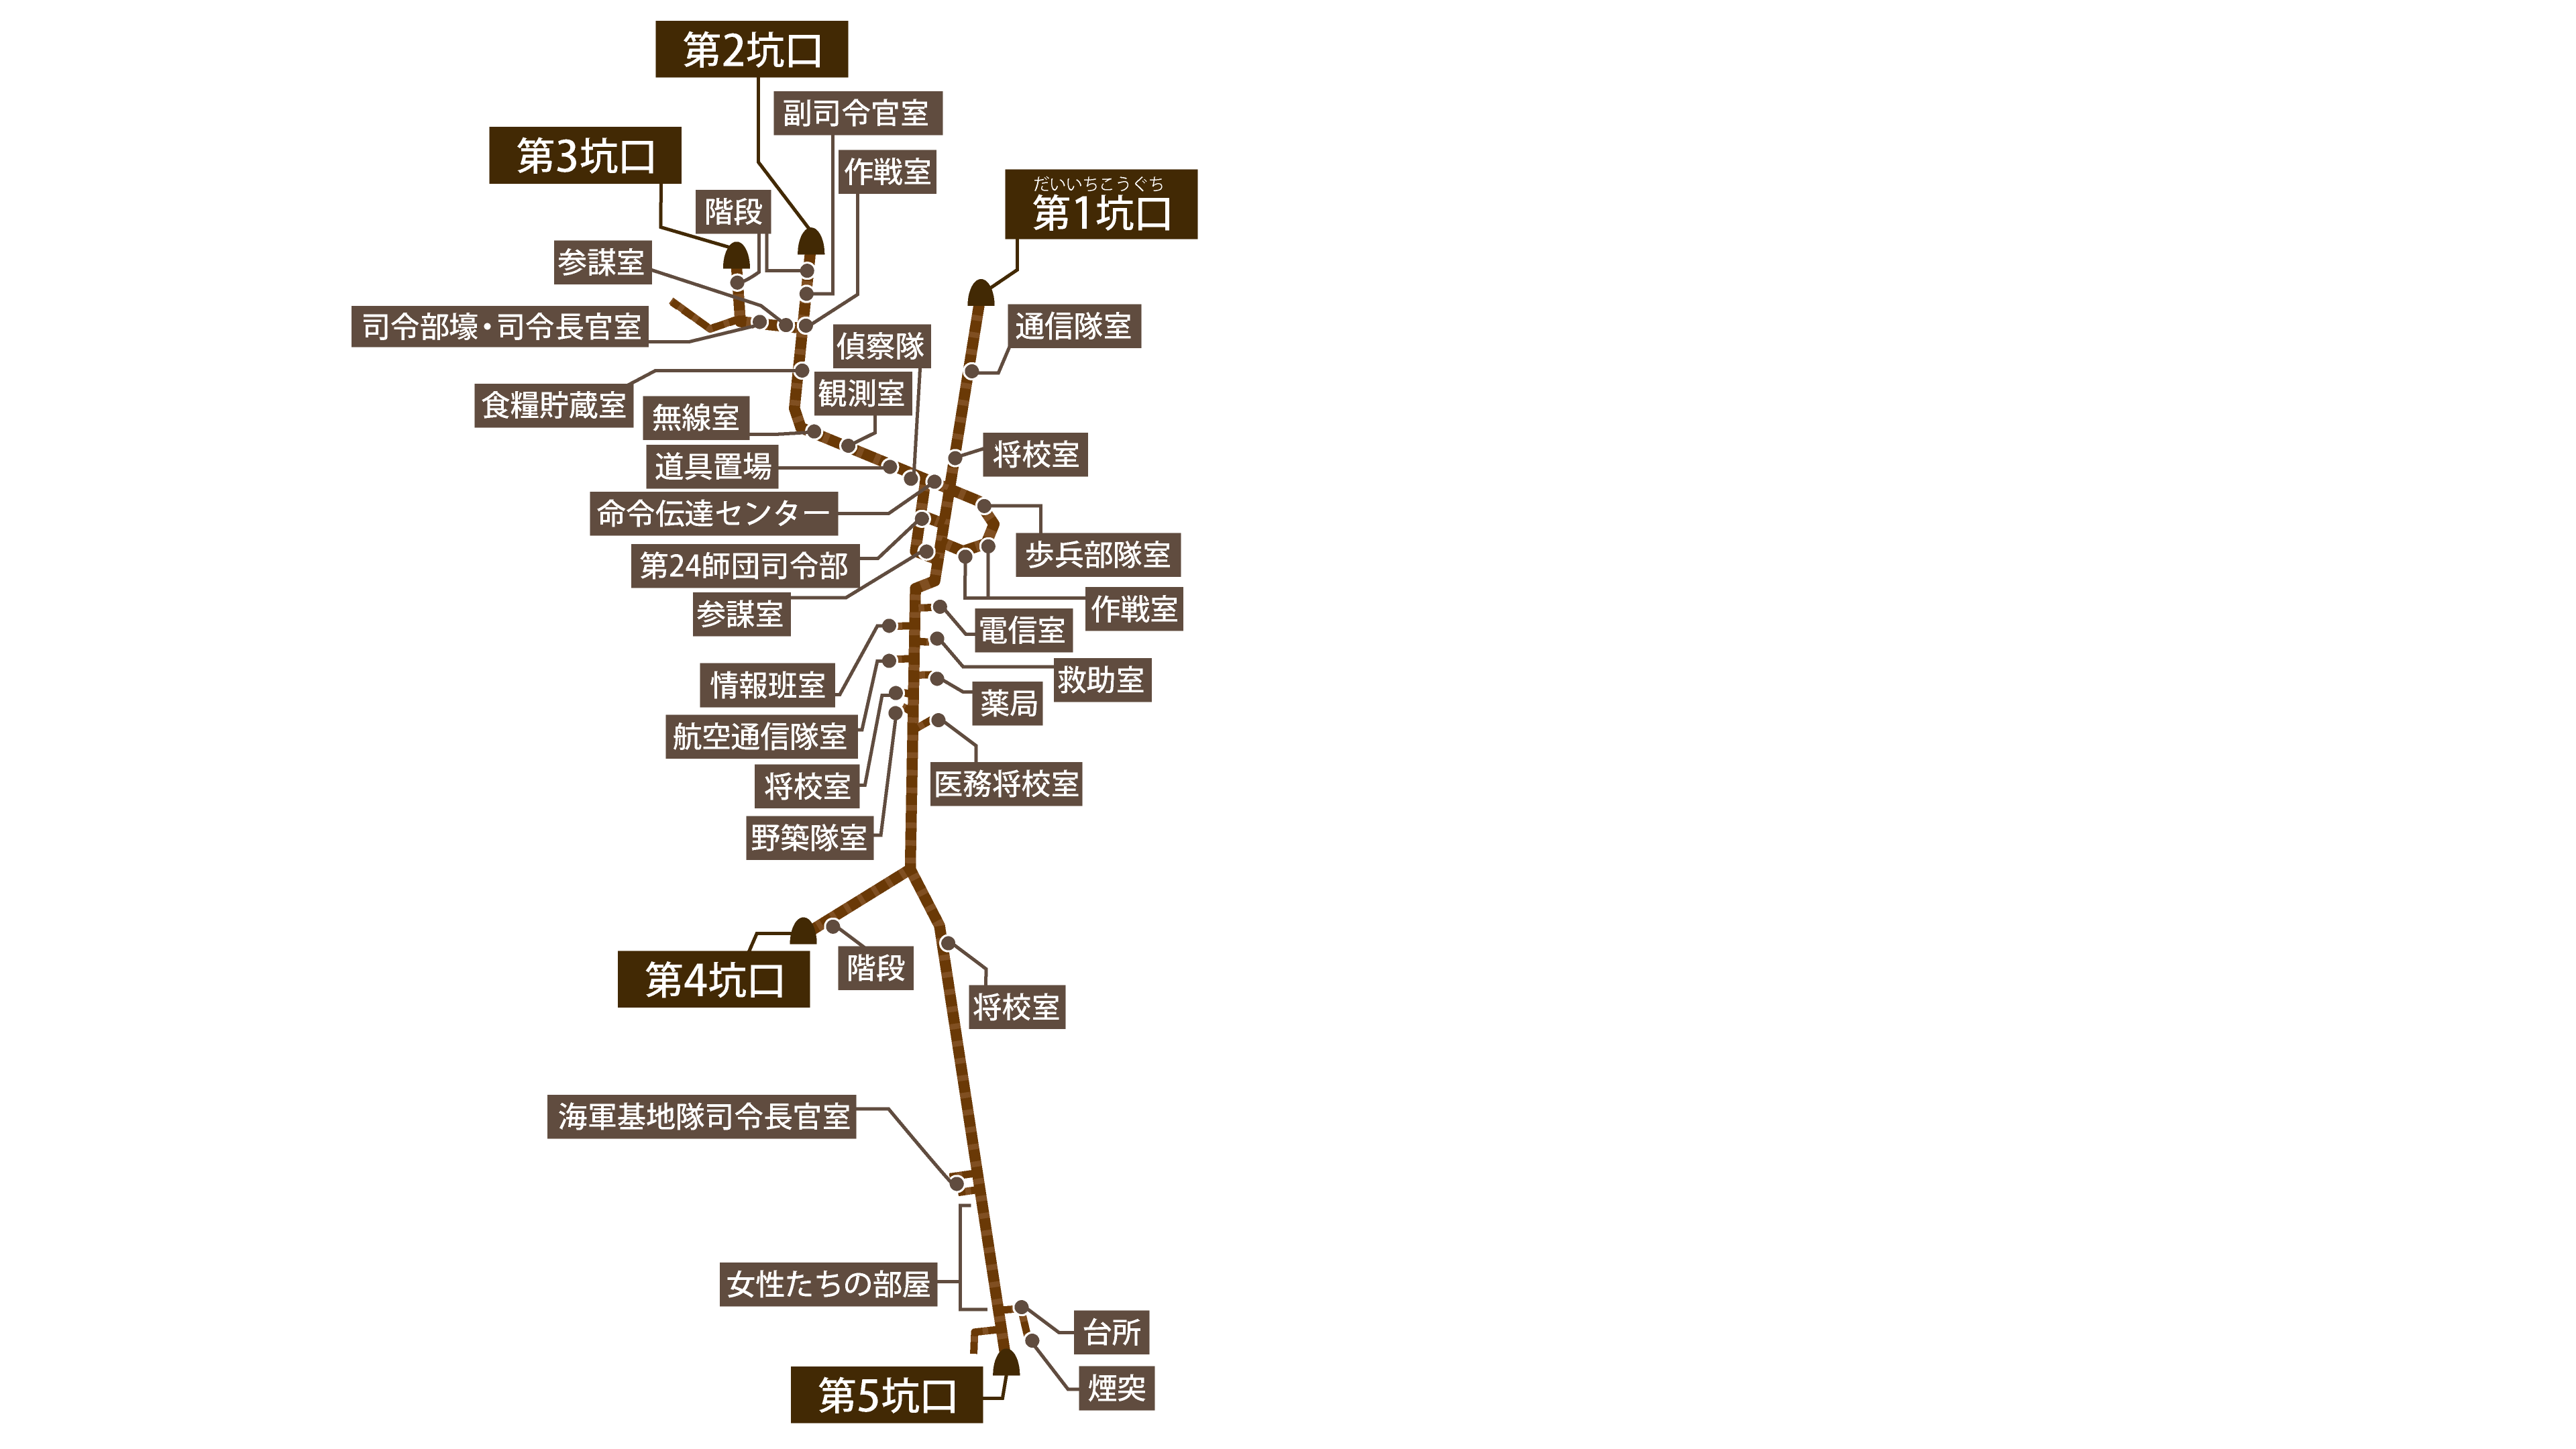 第2坑口
副司令官室
第3坑口
作戦室
だいいちこうぐち
第1坑口
階段
参謀室
司令部壕・司令長官室
通信隊室
偵察隊
観測室
食糧貯蔵室
無線室
将校室
道具置場
命令伝達センター
歩兵部隊室
第24師団司令部
参謀室
作戦室
電信室
救助室
情報班室
薬局
航空通信隊室
将校室
医務将校室
野築隊室
第4坑口
階段
将校室
海軍基地隊司令長官室
女性たちの部屋
台所
煙突
第5坑口